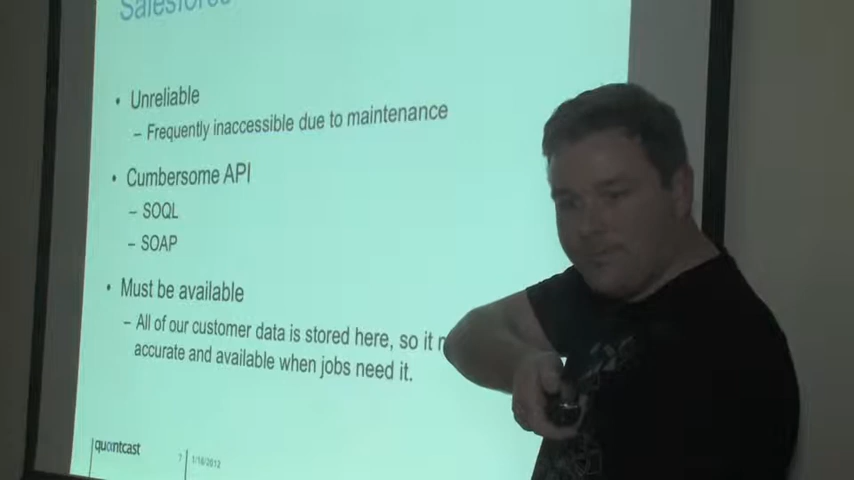 Salesforce
• Unreliable
– Frequently inaccessible due to maintenance
• Cumbersome API
– SOQL
– SOAP
• Must be available
– All of our customer data is stored here, so it
accurate and available when jobs need it.
quantcast
7
1/18/2012